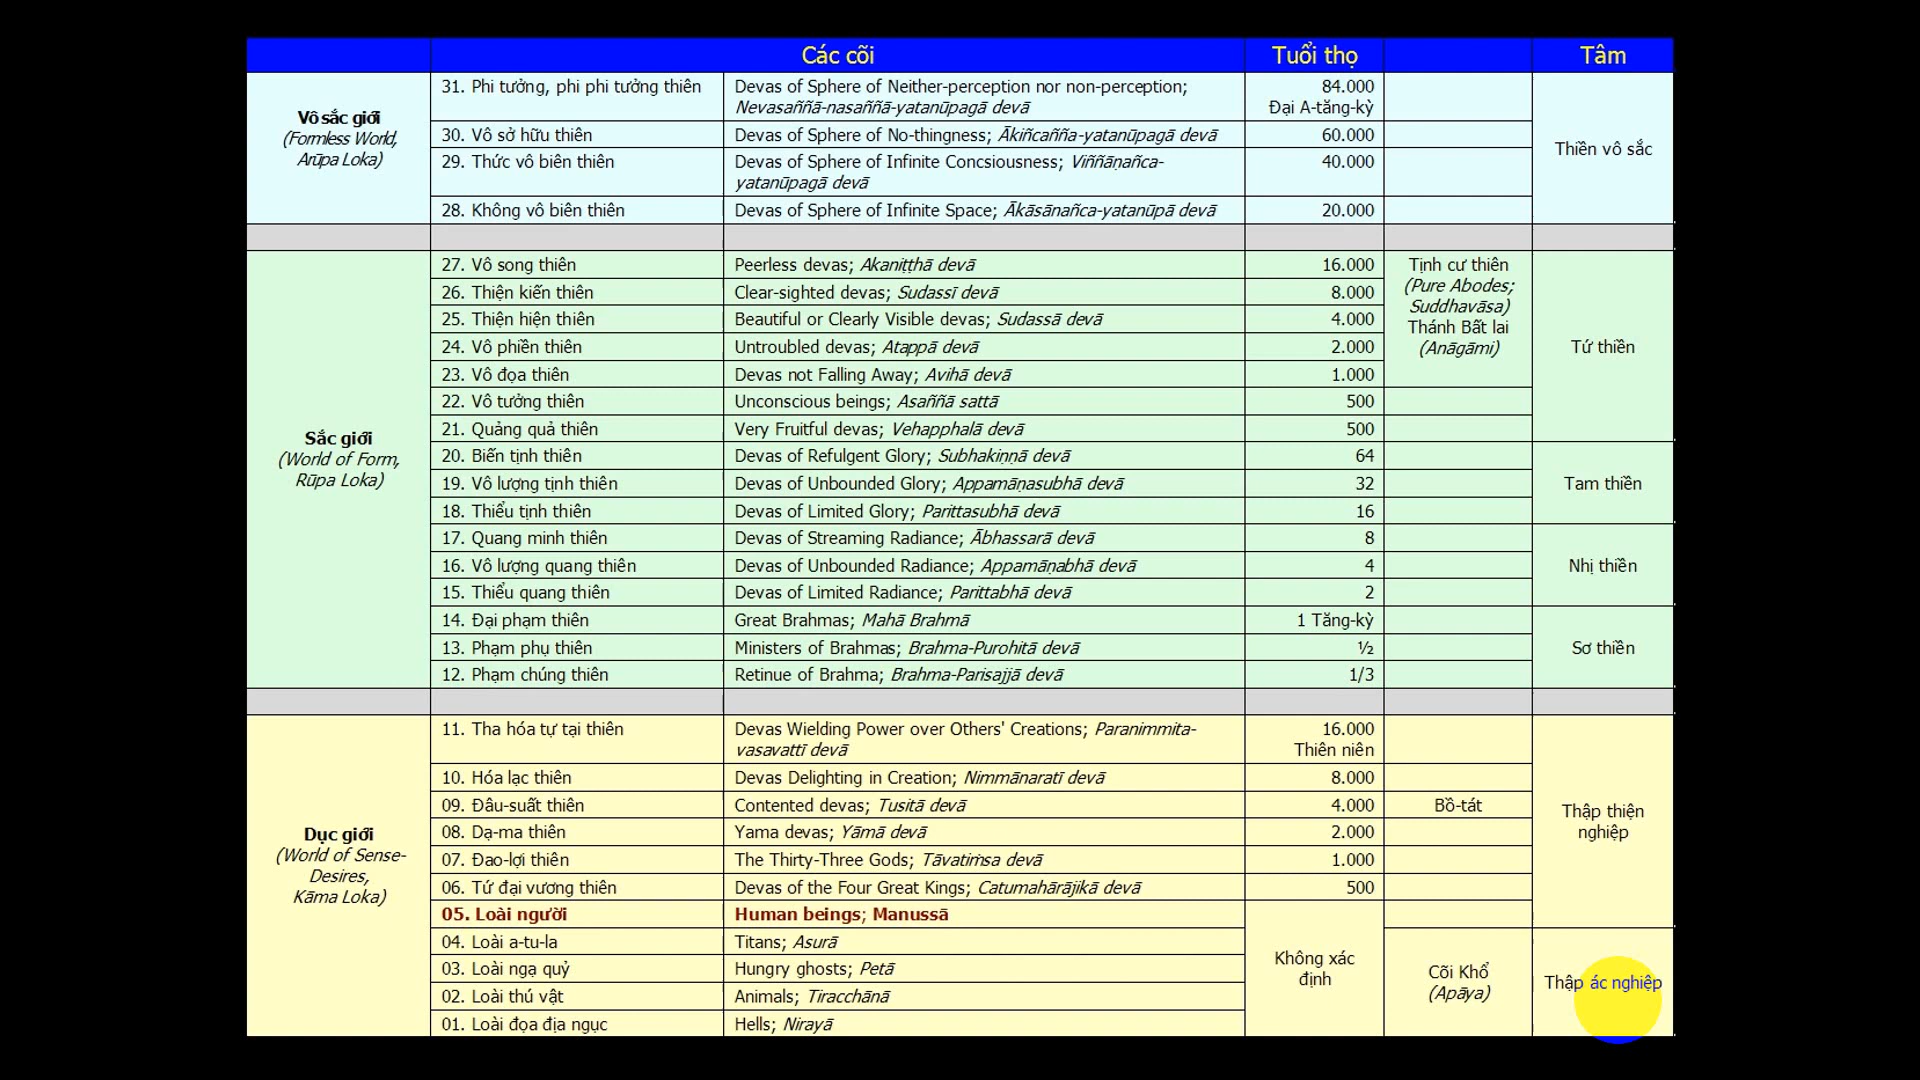 Các cõi Tuổi thọ Tâm
Vô sắc giới
(Formless World,
Arūpa Loka)
31. Phi tưởng, phi phi tưởng thiên Devas of Sphere of Neither-perception nor non-perception; 84.000
Nevasaññā-nasaññā-yatanūpagā devā Đại A-tăng-kỳ
30. Vô sở hữu thiên Devas of Sphere of No-thingness; Ākiñcañña-yatanūpagā devā 60.000
29. Thức vô biên thiên Devas of Sphere of Infinite Concsiousness; Viññāṇañca- 40.000
yatanūpagā devā
28. Không vô biên thiên Devas of Sphere of Infinite Space; Ākāsānañca-yatanūpā devā 20.000
Thiền vô sắc
Sắc giới
(World of Form,
Rūpa Loka)
27. Vô song thiên Peerless devas; Akaniṭṭhā devā 16.000
26. Thiện kiến thiên Clear-sighted devas; Sudassī devā 8.000
25. Thiện hiện thiên Beautiful or Clearly Visible devas; Sudassā devā 4.000
24. Vô phiền thiên Untroubled devas; Atappā devā 2.000
23. Vô đọa thiên Devas not Falling Away; Avihā devā 1.000
Tịnh cư thiên
(Pure Abodes;
Suddhavāsa)
Thánh Bất lai
(Anāgāmi)
22. Vô tưởng thiên Unconscious beings; Asaññā sattā 500
21. Quảng quả thiên Very Fruitful devas; Vehapphalā devā 500
Tứ thiền
20. Biến tịnh thiên Devas of Refulgent Glory; Subhakiṇṇā devā 64
19. Vô lượng tịnh thiên Devas of Unbounded Glory; Appamāṇasubhā devā 32
18. Thiểu tịnh thiên Devas of Limited Glory; Parittasubhā devā 16
Tam thiền
17. Quang minh thiên Devas of Streaming Radiance; Ābhassarā devā 8
16. Vô lượng quang thiên Devas of Unbounded Radiance; Appamāṇabhā devā 4
15. Thiểu quang thiên Devas of Limited Radiance; Parittabhā devā 2
Nhị thiền
14. Đại phạm thiên Great Brahmas; Mahā Brahmā 1 Tăng-kỳ
13. Phạm phụ thiên Ministers of Brahmas; Brahma-Purohitā devā ½
12. Phạm chúng thiên Retinue of Brahma; Brahma-Parisajjā devā 1/3
Sơ thiền
Dục giới
(World of Sense-
Desires,
Kāma Loka)
11. Tha hóa tự tại thiên Devas Wielding Power over Others' Creations; Paranimmita- 16.000
vasavattī devā Thiên niên
10. Hóa lạc thiên Devas Delighting in Creation; Nimmānaratī devā 8.000
09. Đâu-suất thiên Contented devas; Tusitā devā 4.000 Bồ-tát
08. Dạ-ma thiên Yama devas; Yāmā devā 2.000
07. Đao-lợi thiên The Thirty-Three Gods; Tāvatiṁsa devā 1.000
06. Tứ đại vương thiên Devas of the Four Great Kings; Catumahārājikā devā 500
05. Loài người Human beings; Manussā
Thập thiện
nghiệp
04. Loài a-tu-la Titans; Asurā
03. Loài ngạ quỷ Hungry ghosts; Petā
02. Loài thú vật Animals; Tiracchānā
01. Loài đọa địa ngục Hells; Nirayā
Không xác
định
Cõi Khổ
(Apāya)
Thập ác nghiệp